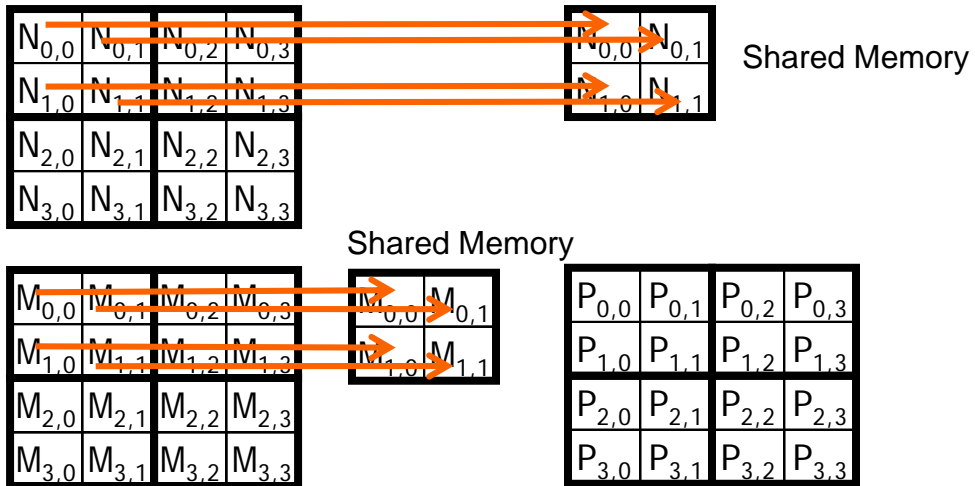 N0,0 N0,1 N0,2 N0,3
N1,0 N1,1 N1,2 N1,3
N2,0 N2,1 N2,2 N2,3
N3,0 N3,1 N3,2 N3,3
N0,0 N0,1
N1,0 N1,1
Shared Memory
Shared Memory
M0,0 M0,1 M0,2 M0,3
M1,0 M1,1 M1,2 M1,3
M2,0 M2,1 M2,2 M2,3
M3,0 M3,1 M3,2 M3,3
M0,0 M0,1
M1,0 M1,1
P0,0 P0,1 P0,2 P0,3
P1,0 P1,1 P1,2 P1,3
P2,0 P2,1 P2,2 P2,3
P3,0 P3,1 P3,2 P3,3